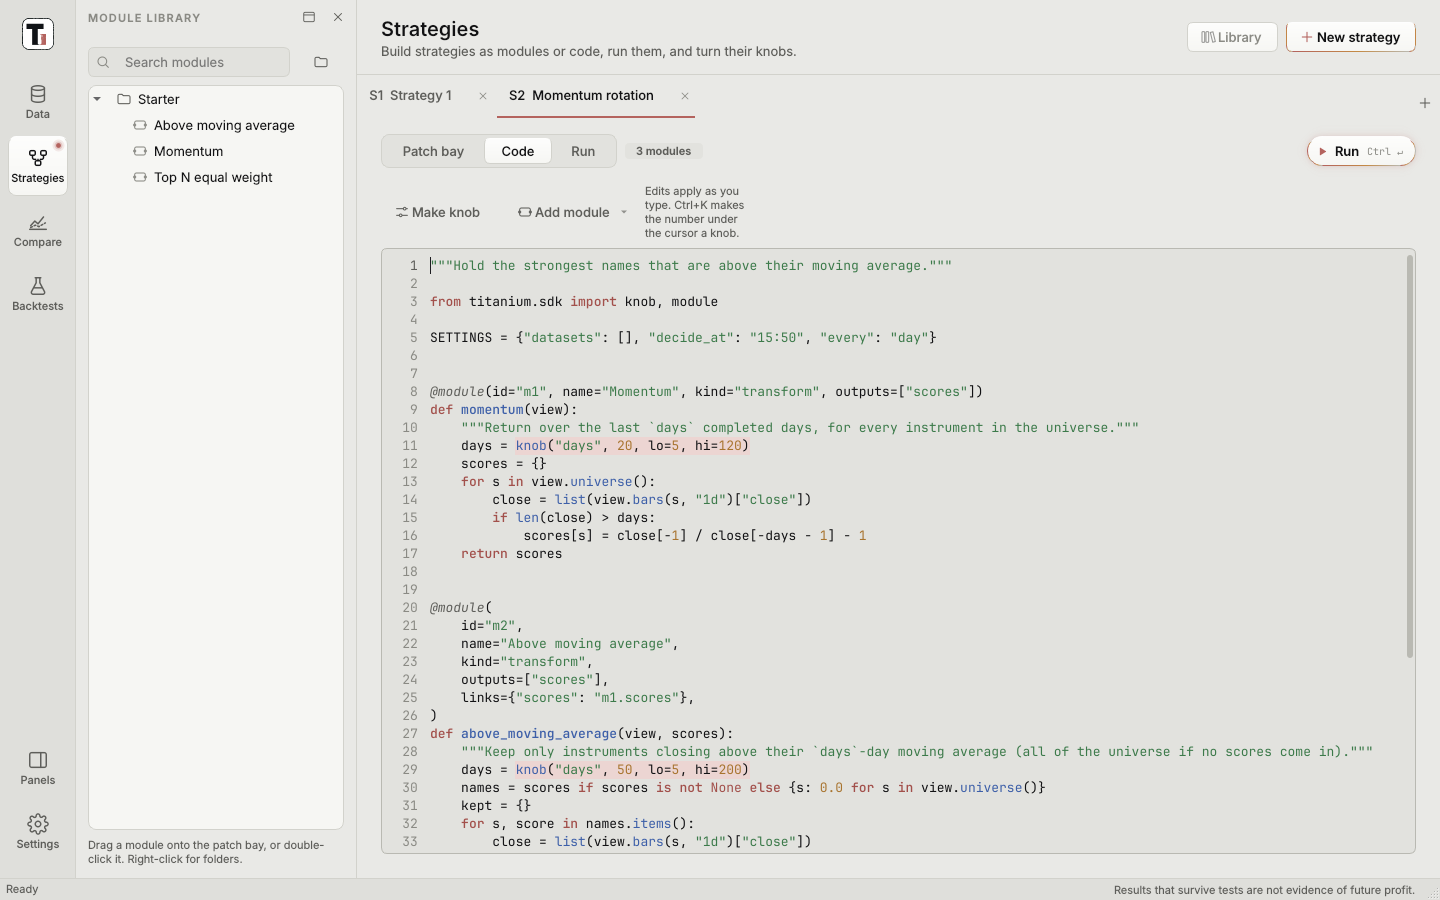 Ti
Data
Strategies
Compare
Backtests
Panels
Settings
MODULE LIBRARY
Search modules
Starter
Above moving average
Momentum
Top N equal weight
Drag a module onto the patch bay, or double-
click it. Right-click for folders.
Strategies
Build strategies as modules or code, run them, and turn their knobs.
Library
New strategy
S1 Strategy 1
S2 Momentum rotation
Patch bay
Code
Run
3 modules
Run Ctrl ↵
Make knob
Add module
Edits apply as you
type. Ctrl+K makes
the number under
the cursor a knob.
1 """Hold the strongest names that are above their moving average."""
2
3 from titanium.sdk import knob, module
4
5 SETTINGS = {"datasets": [], "decide_at": "15:50", "every": "day"}
6
7
8 @module(id="m1", name="Momentum", kind="transform", outputs=["scores"])
9 def momentum(view):
10     """Return over the last `days` completed days, for every instrument in the universe."""
11     days = knob("days", 20, lo=5, hi=120)
12     scores = {}
13     for s in view.universe():
14         close = list(view.bars(s, "1d")["close"])
15         if len(close) > days:
16             scores[s] = close[-1] / close[-days - 1] - 1
17     return scores
18
19
20 @module(
21     id="m2",
22     name="Above moving average",
23     kind="transform",
24     outputs=["scores"],
25     links={"scores": "m1.scores"},
26 )
27 def above_moving_average(view, scores):
28     """Keep only instruments closing above their `days`-day moving average (all of the universe if no scores come in)."""
29     days = knob("days", 50, lo=5, hi=200)
30     names = scores if scores is not None else {s: 0.0 for s in view.universe()}
31     kept = {}
32     for s, score in names.items():
33         close = list(view.bars(s, "1d")["close"])
Ready
Results that survive tests are not evidence of future profit.